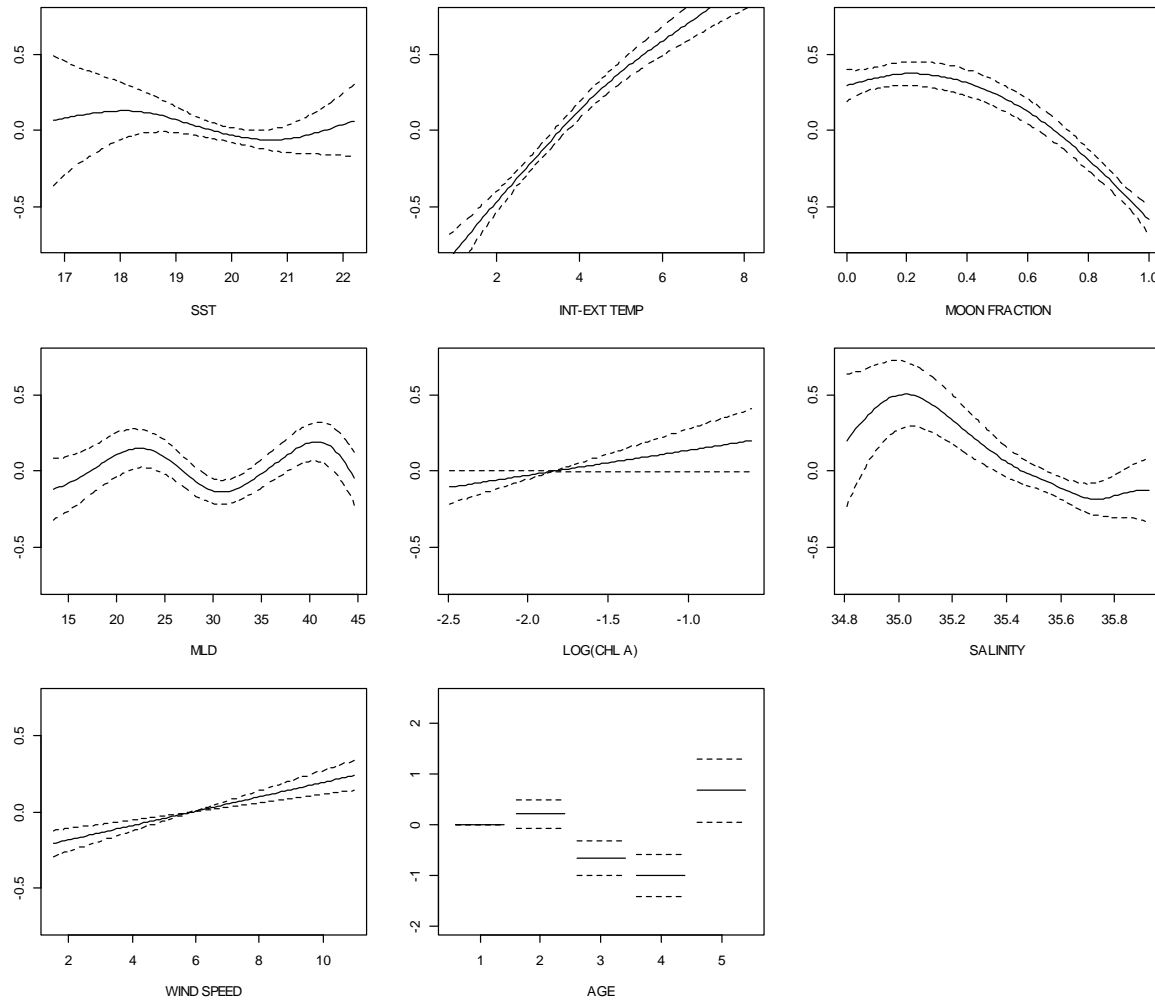 0.5
0.0
-0.5
17 18 19 20 21 22
SST
2 4 6 8
INT-EXT TEMP
0.5
0.0
-0.5
0.0 0.2 0.4 0.6 0.8 1.0
MOON FRACTION
0.5
0.0
-0.5
0.5
0.0
-0.5
15 20 25 30 35 40 45
MLD
0.5
0.0
-0.5
-2.5 -2.0 -1.5 -1.0
LOG(CHL A)
0.5
0.0
-0.5
34.8 35.0 35.2 35.4 35.6 35.8
SALINITY
0.5
0.0
-0.5
2 4 6 8 10
WIND SPEED
2
1
0
-1
-2
1 2 3 4 5
AGE